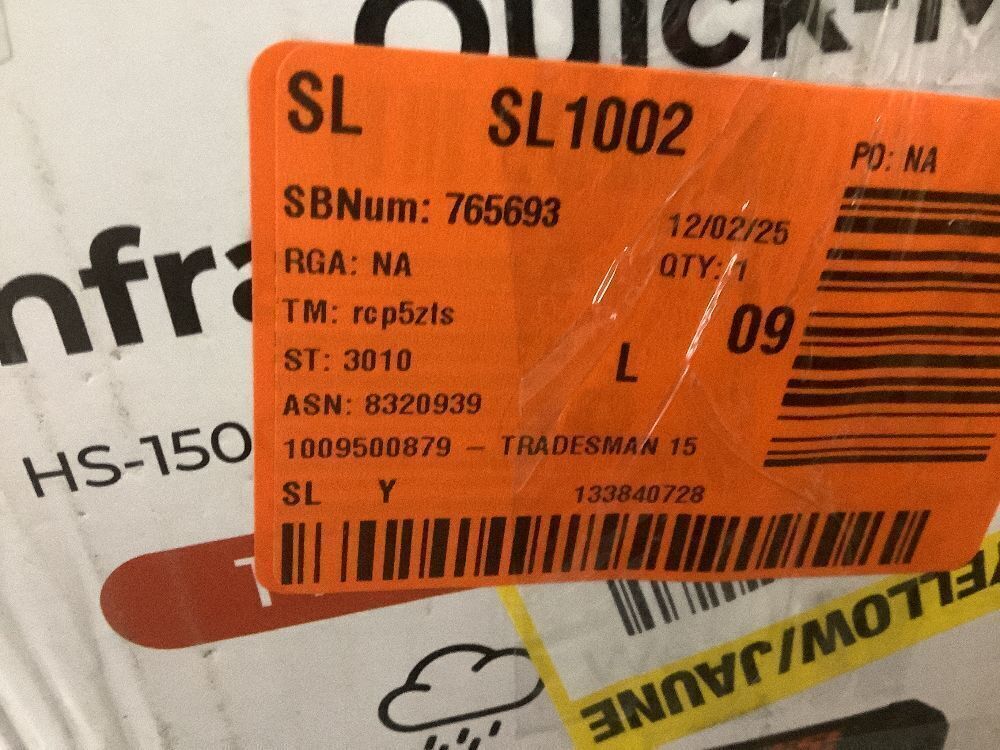 Quick-M
SL SL1002
PO: NA
SBNum: 765693
12/02/25
RGA: NA
QTY: 1
TM: rcp5zls
09
ST: 3010
L
ASN: 8320939
1009500879 – TRADESMAN 15
SL Y 133840728
nfra
HS-150
T
YELLOW/JAUNE